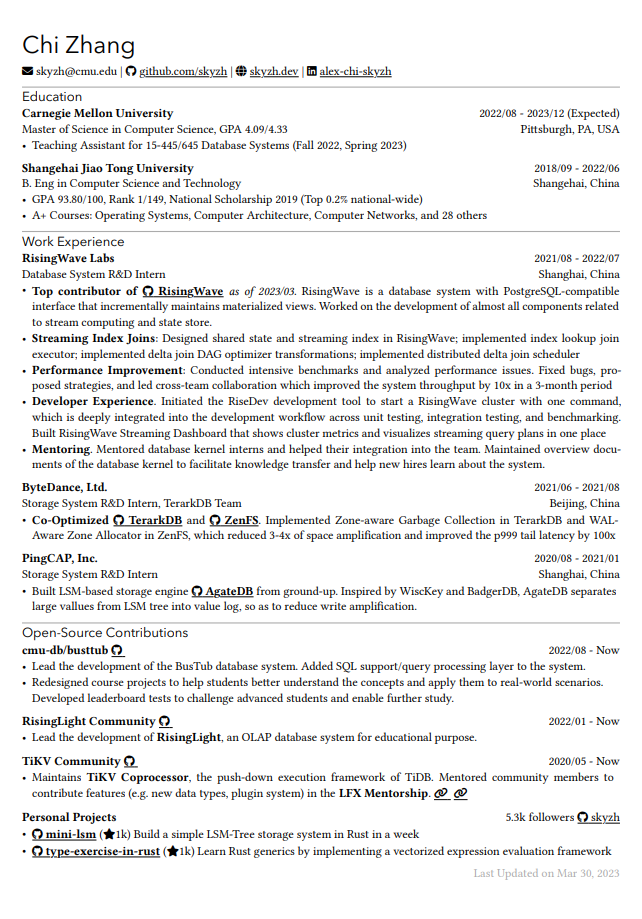 Chi Zhang
skyzh@cmu.edu | github.com/skyzh | skyzh.dev | alex-chi-skyzh
Education
Carnegie Mellon University 2022/08 - 2023/12 (Expected)
Master of Science in Computer Science, GPA 4.09/4.33 Pittsburgh, PA, USA
• Teaching Assistant for 15-445/645 Database Systems (Fall 2022, Spring 2023)
Shangehai Jiao Tong University 2018/09 - 2022/06
B. Eng in Computer Science and Technology Shangehai, China
• GPA 93.80/100, Rank 1/149, National Scholarship 2019 (Top 0.2% national-wide)
• A+ Courses: Operating Systems, Computer Architecture, Computer Networks, and 28 others
Work Experience
RisingWave Labs 2021/08 - 2022/07
Database System R&D Intern Shanghai, China
• Top contributor of RisingWave as of 2023/03. RisingWave is a database system with PostgreSQL-compatible
interface that incrementally maintains materialized views. Worked on the development of almost all components related
to stream computing and state store.
• Streaming Index Joins: Designed shared state and streaming index in RisingWave; implemented index lookup join
executor; implemented delta join DAG optimizer transformations; implemented distributed delta join scheduler
• Performance Improvement: Conducted intensive benchmarks and analyzed performance issues. Fixed bugs, pro-
posed strategies, and led cross-team collaboration which improved the system throughput by 10x in a 3-month period
• Developer Experience. Initiated the RiseDev development tool to start a RisingWave cluster with one command,
which is deeply integrated into the development workflow across unit testing, integration testing, and benchmarking.
Built RisingWave Streaming Dashboard that shows cluster metrics and visualizes streaming query plans in one place
• Mentoring. Mentored database kernel interns and helped their integration into the team. Maintained overview docu-
ments of the database kernel to facilitate knowledge transfer and help new hires learn about the system.
ByteDance, Ltd. 2021/06 - 2021/08
Storage System R&D Intern, TerarkDB Team Beijing, China
• Co-Optimized TerarkDB and ZenFS. Implemented Zone-aware Garbage Collection in TerarkDB and WAL-
Aware Zone Allocator in ZenFS, which reduced 3-4x of space amplification and improved the p999 tail latency by 100x
PingCAP, Inc. 2020/08 - 2021/01
Storage System R&D Intern Shanghai, China
• Built LSM-based storage engine AgateDB from ground-up. Inspired by WiscKey and BadgerDB, AgateDB separates
large vallues from LSM tree into value log, so as to reduce write amplification.
Open-Source Contributions
cmu-db/busttub 2022/08 - Now
• Lead the development of the BusTub database system. Added SQL support/query processing layer to the system.
• Redesigned course projects to help students better understand the concepts and apply them to real-world scenarios.
Developed leaderboard tests to challenge advanced students and enable further study.
RisingLight Community 2022/01 - Now
• Lead the development of RisingLight, an OLAP database system for educational purpose.
TiKV Community 2020/05 - Now
• Maintains TiKV Coprocessor, the push-down execution framework of TiDB. Mentored community members to
contribute features (e.g. new data types, plugin system) in the LFX Mentorship.
Personal Projects 5.3k followers skyzh
• mini-lsm (★1k) Build a simple LSM-Tree storage system in Rust in a week
• type-exercise-in-rust (★1k) Learn Rust generics by implementing a vectorized expression evaluation framework
Last Updated on Mar 30, 2023